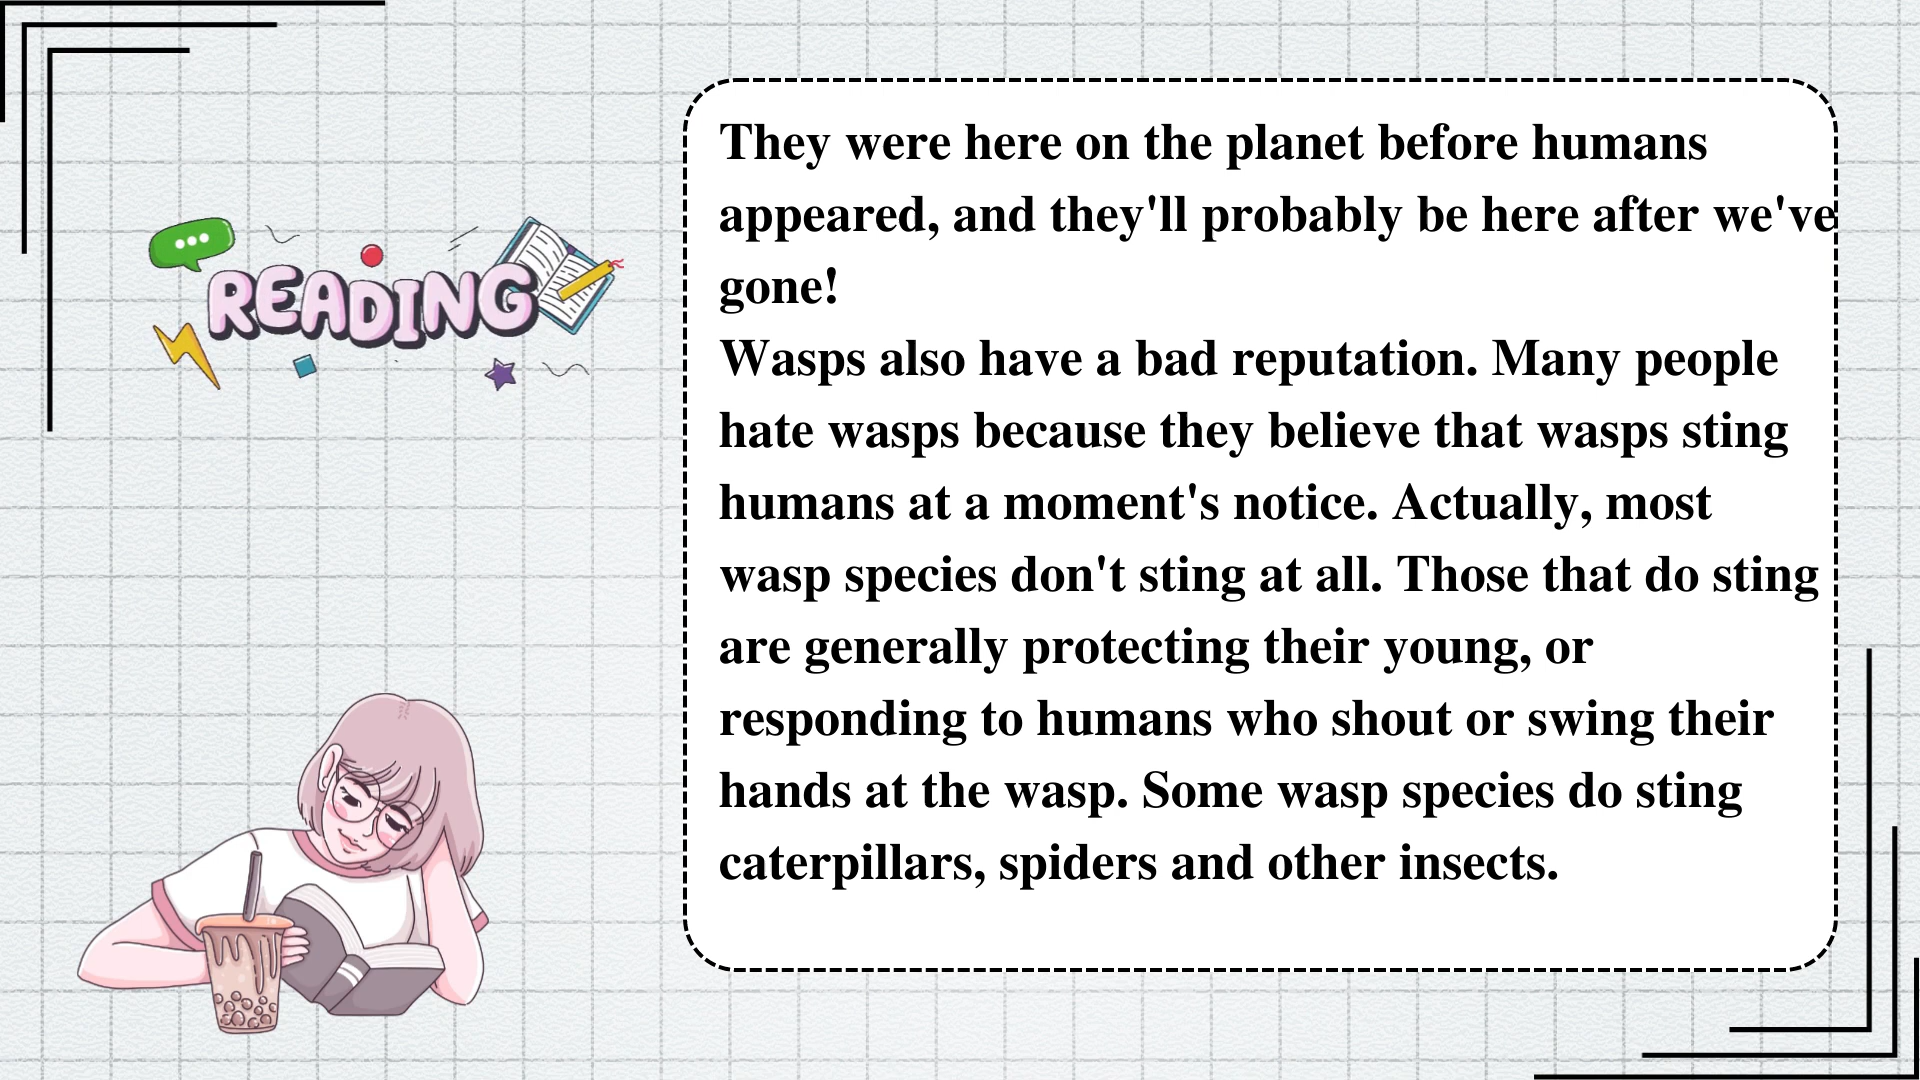 READING
They were here on the planet before humans
appeared, and they'll probably be here after we've
gone!
Wasps also have a bad reputation. Many people
hate wasps because they believe that wasps sting
humans at a moment's notice. Actually, most
wasp species don't sting at all. Those that do sting
are generally protecting their young, or
responding to humans who shout or swing their
hands at the wasp. Some wasp species do sting
caterpillars, spiders and other insects.